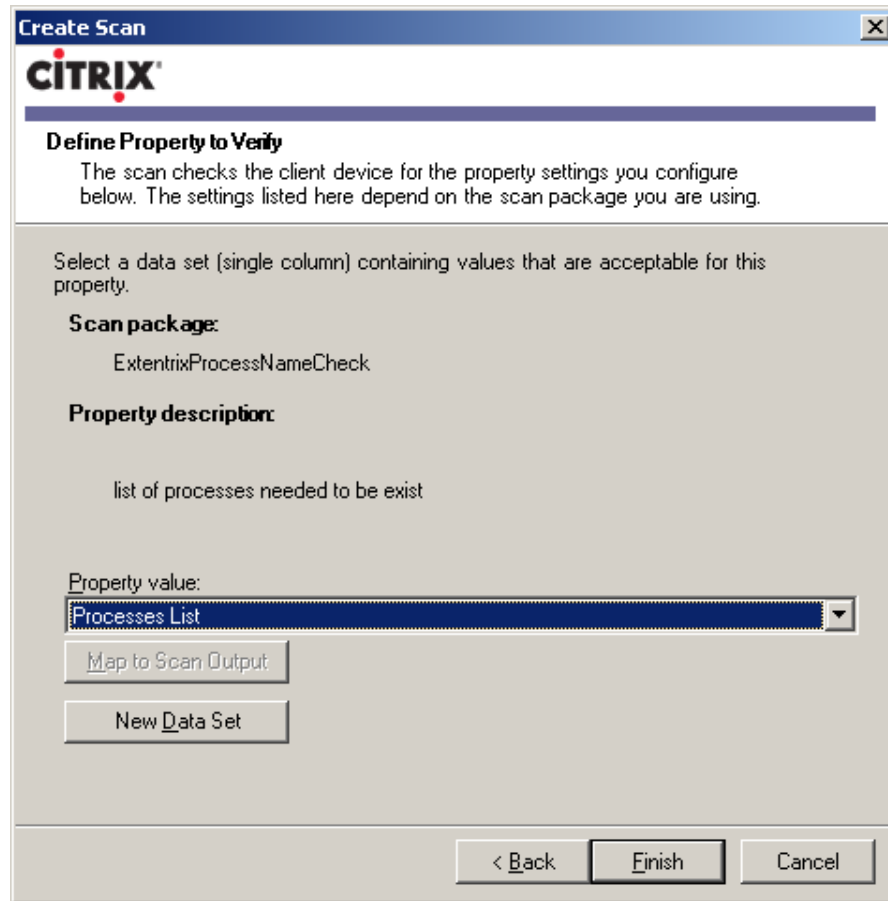 Create Scan
CITRIX
Define Property to Verify
The scan checks the client device for the property settings you configure
below. The settings listed here depend on the scan package you are using.
Select a data set (single column) containing values that are acceptable for this
property.
Scan package:
ExtentrixProcessNameCheck
Property description:
list of processes needed to be exist
Property value:
Processes List
Map to Scan Output
New Data Set
< Back Finish Cancel